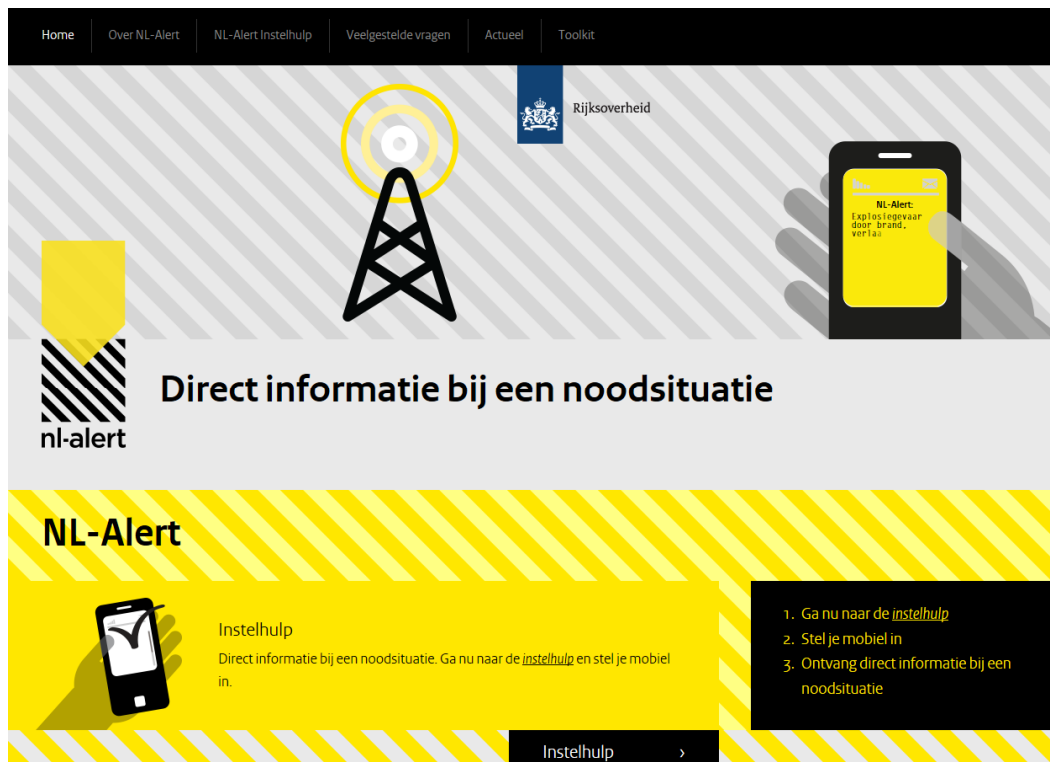 Home Over NL-Alert NL-Alert Instelhulp Veelgestelde vragen Actueel Toolkit
Rijksoverheid
NL-Alert:
Explosiegevaar
door brand,
verlaa
Direct informatie bij een noodsituatie
nl-alert
NL-Alert
Instelhulp
Direct informatie bij een noodsituatie. Ga nu naar de instelhulp en stel je mobiel
in.
1. Ga nu naar de instelhulp
2. Stel je mobiel in
3. Ontvang direct informatie bij een
noodsituatie
Instelhulp ›